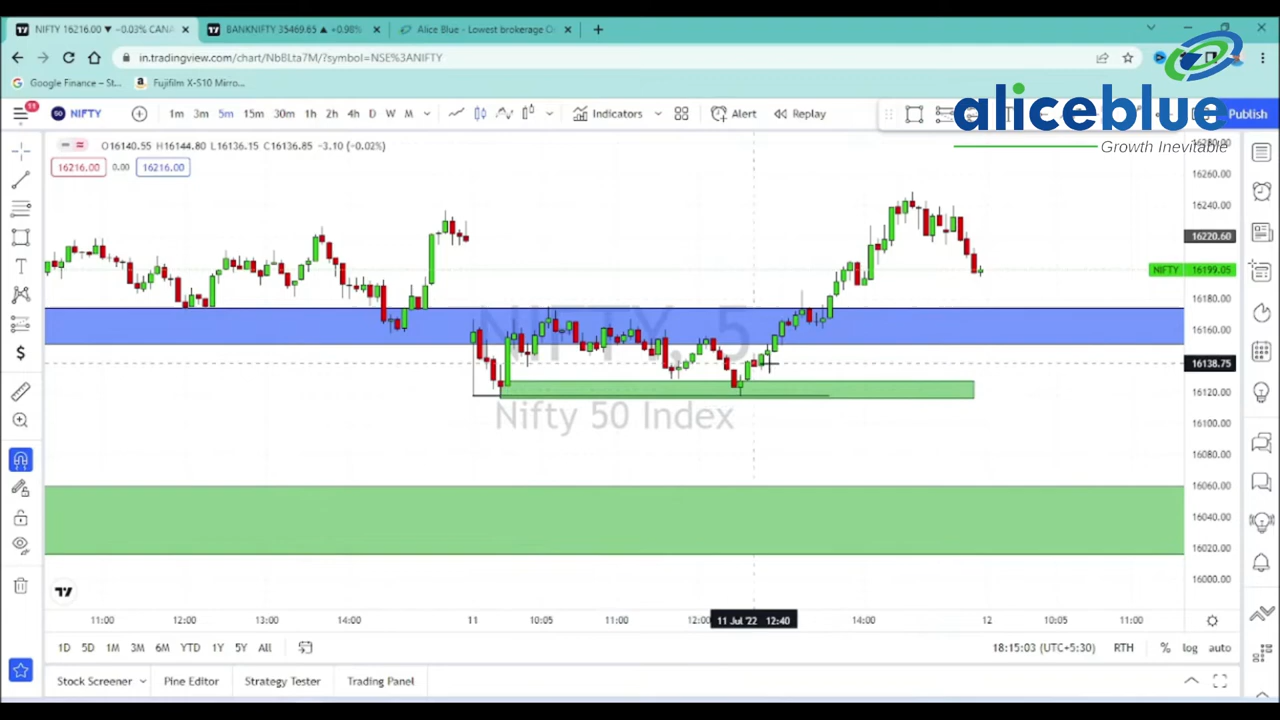 NIFTY 16216.00 ▼ −0.03% CANA
BANKNIFTY 35469.65 ▲ +0.98%
Alice Blue - Lowest brokerage
in.tradingview.com/chart/NbBLta7M/?symbol=NSE%3ANIFTY
Google Finance – St...
Fujifilm X-S10 Mirro...
aliceblue
Growth Inevitable
11
NIFTY
1m 3m 5m 15m 30m 1h 2h 4h D W M
Indicators
Alert
Replay
Publish
O16140.55 H16144.80 L16136.15 C16136.85 −3.10 (−0.02%)
16216.00 0.00 16216.00
16260.00
16240.00
16220.60
NIFTY 16199.05
16180.00
16160.00
16138.75
16120.00
16100.00
16080.00
16060.00
16040.00
16020.00
16000.00
NIFTY, 5
Nifty 50 Index
11:00 12:00 13:00 14:00 11 10:05 11:00 12:00 11 Jul '22 12:40 14:00 12 10:05 11:00
1D 5D 1M 3M 6M YTD 1Y 5Y All
18:15:03 (UTC+5:30) RTH % log auto
Stock Screener Pine Editor Strategy Tester Trading Panel